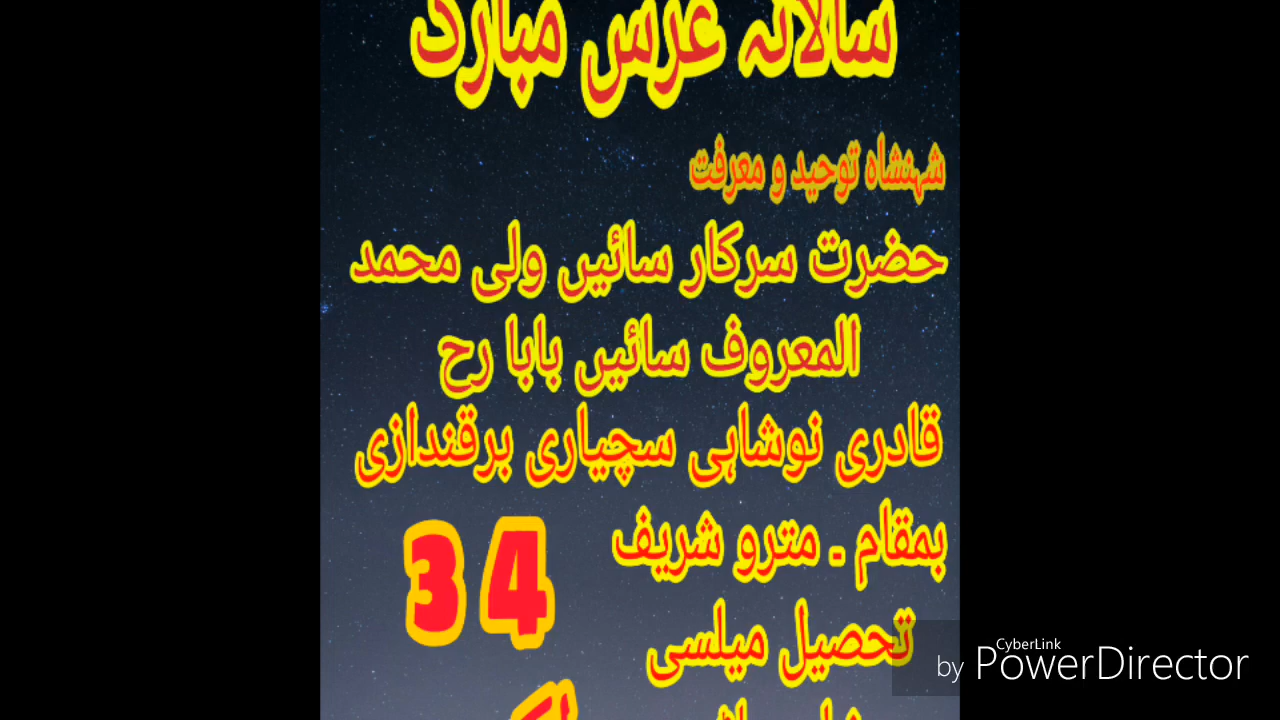 سالانہ عرس مبارک
شہنشاہ توحید و معرفت
حضرت سرکار سائیں ولی محمد
المعروف سائیں بابا رح
قادری نوشاہی سچیاری برقندازی
بمقام ۔ مترو شریف
34
تحصیل میلسی
CyberLink
by PowerDirector